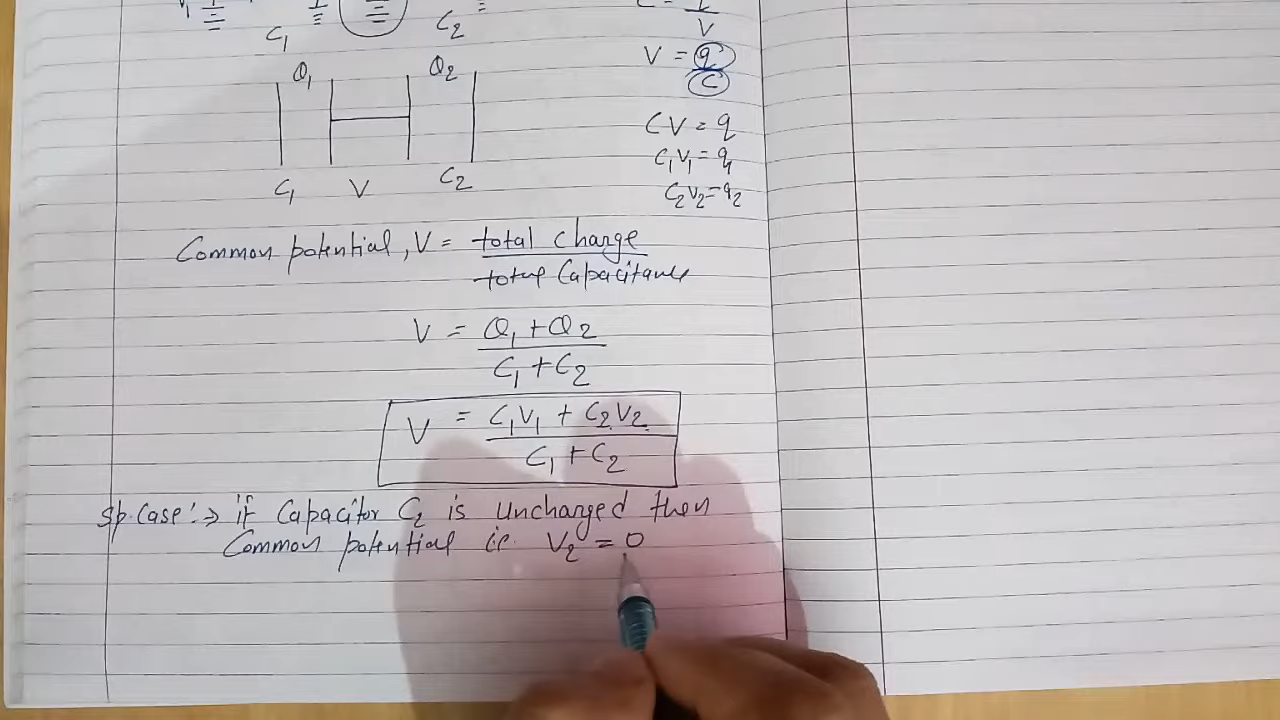 C₁ C₂
Q₁ Q₂
C₁ V C₂
V
V = q
C
CV = q
C₁V₁ = q₁
C₂V₂ = q₂
Common potential, V = total charge
total Capacitance
V = Q₁ + Q₂
C₁ + C₂
V = C₁V₁ + C₂V₂
C₁ + C₂
Sp. Case :⇒ if Capacitor C₂ is Uncharged then
Common potential ie. V₂ = 0